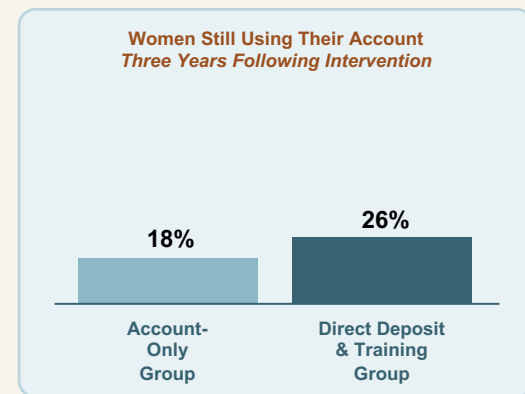 Women Still Using Their Account
Three Years Following Intervention
18%
26%
Account-
Only
Group
Direct Deposit
& Training
Group